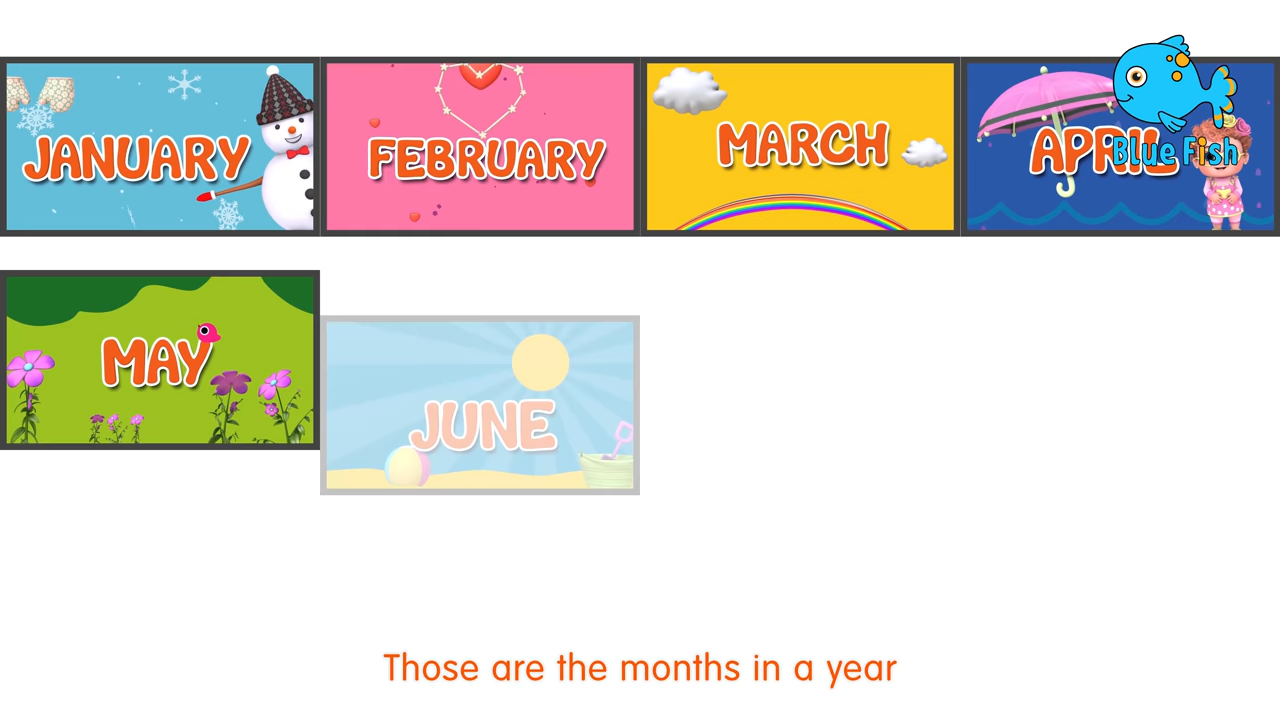 JANUARY
FEBRUARY
MARCH
APRIL
Blue Fish
MAY
JUNE
Those are the months in a year